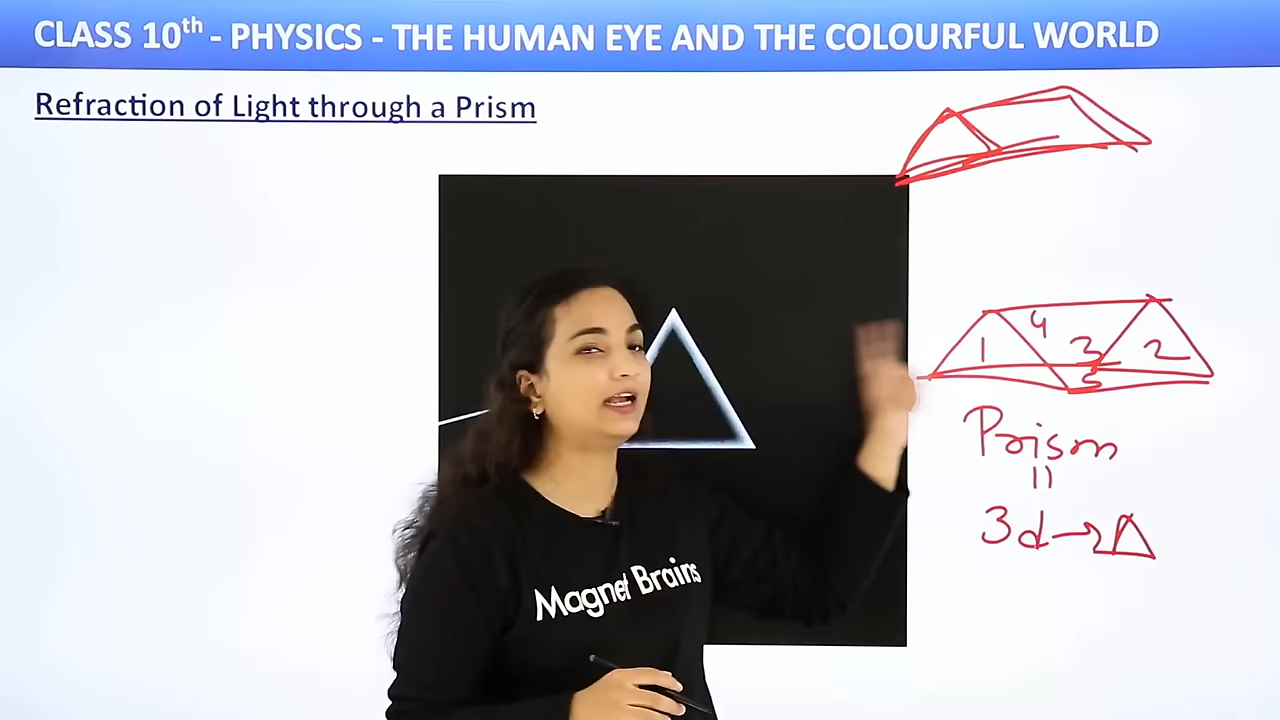 CLASS 10th - PHYSICS - THE HUMAN EYE AND THE COLOURFUL WORLD
Refraction of Light through a Prism
4
1 3 2
5
Prism
11
3d → Δ
Magnet Brains